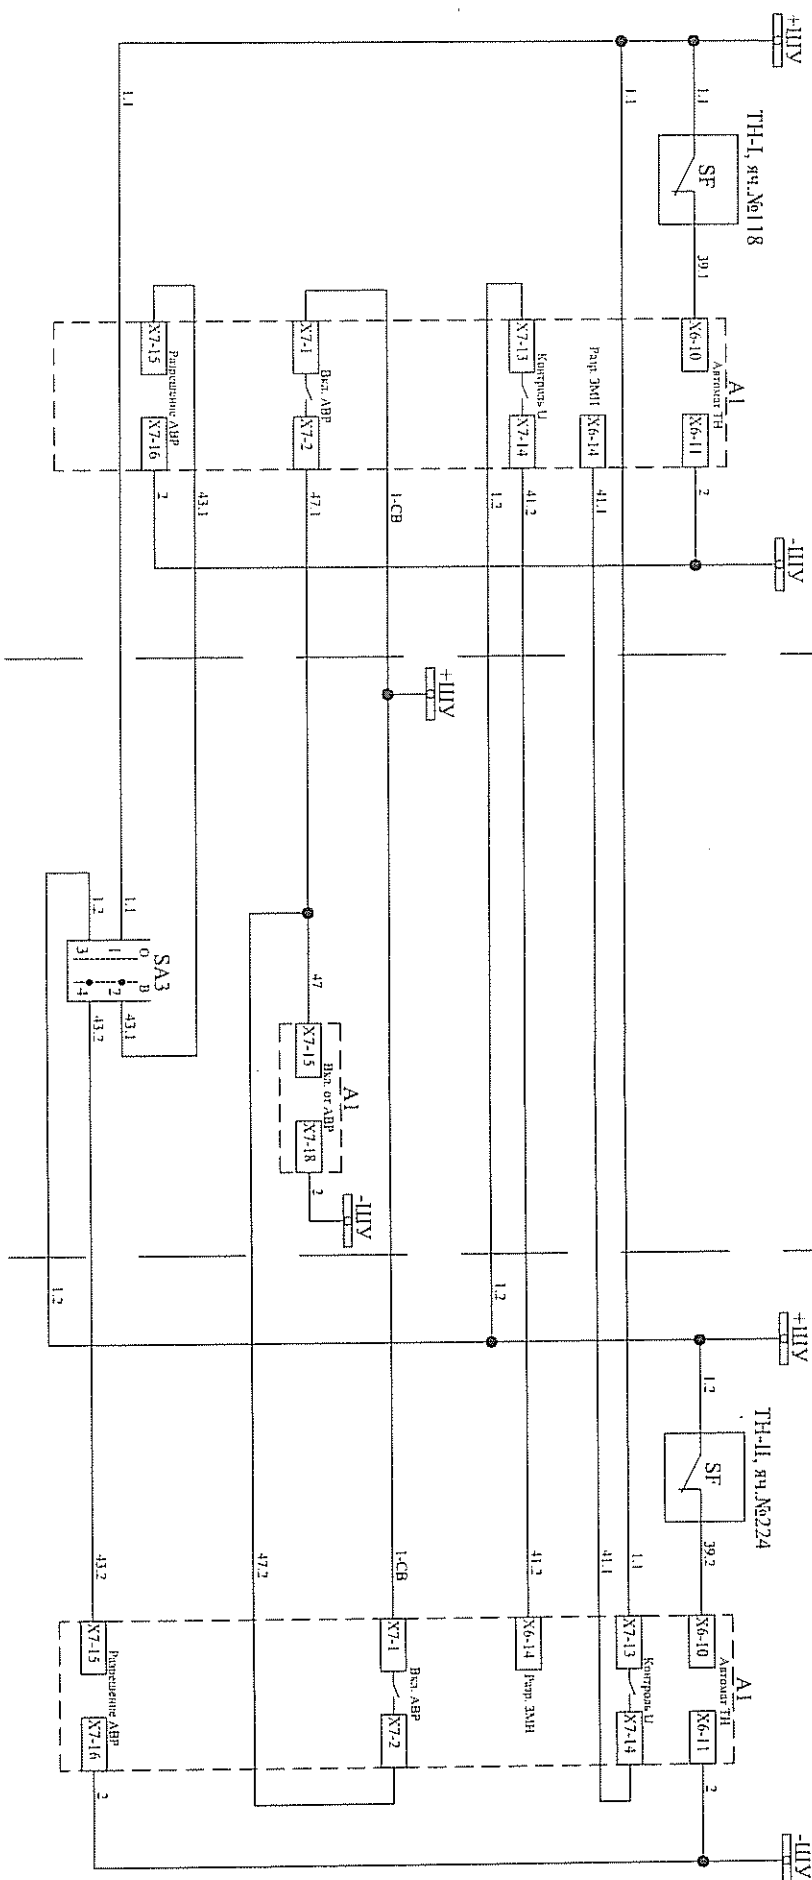 +ШУ
1.1
1.1
1.1
ТН-I, яч.№118
SF
39.1
А1
X6-10
Автомат ТН
X6-11
2
Разр. ЗМН
X6-14
41.1
X7-13
Контроль U
X7-14
41.2
1.2
X7-1
Вкл. АВР
X7-2
1-СВ
47.1
X7-15
Разрешение АВР
X7-16
43.1
2
-ШУ
+ШУ
47
А1
X7-15
Вкл. от АВР
X7-18
2
-ШУ
SA3
О
В
1.1
1
2
43.1
1.2
3
4
43.2
+ШУ
1.2
1.2
1.2
ТН-II, яч.№224
SF
39.2
А1
X6-10
Автомат ТН
X6-11
2
1.1
X7-13
Контроль U
X7-14
41.1
41.2
X6-14
Разр. ЗМН
1-СВ
X7-1
Вкл. АВР
X7-2
47.2
43.2
X7-15
Разрешение АВР
X7-16
2
-ШУ